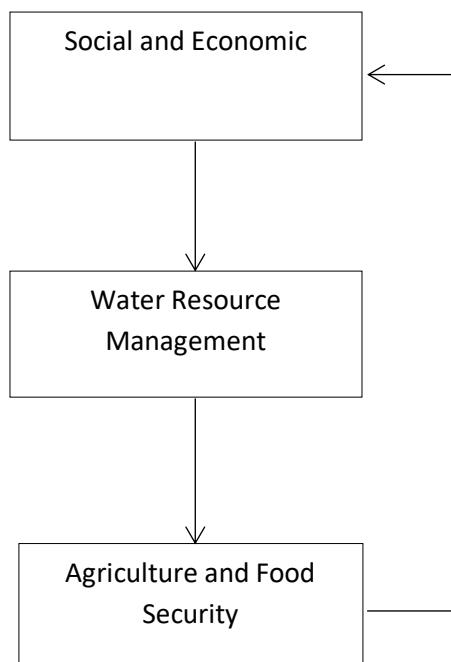 Social and Economic
Water Resource
Management
Agriculture and Food
Security